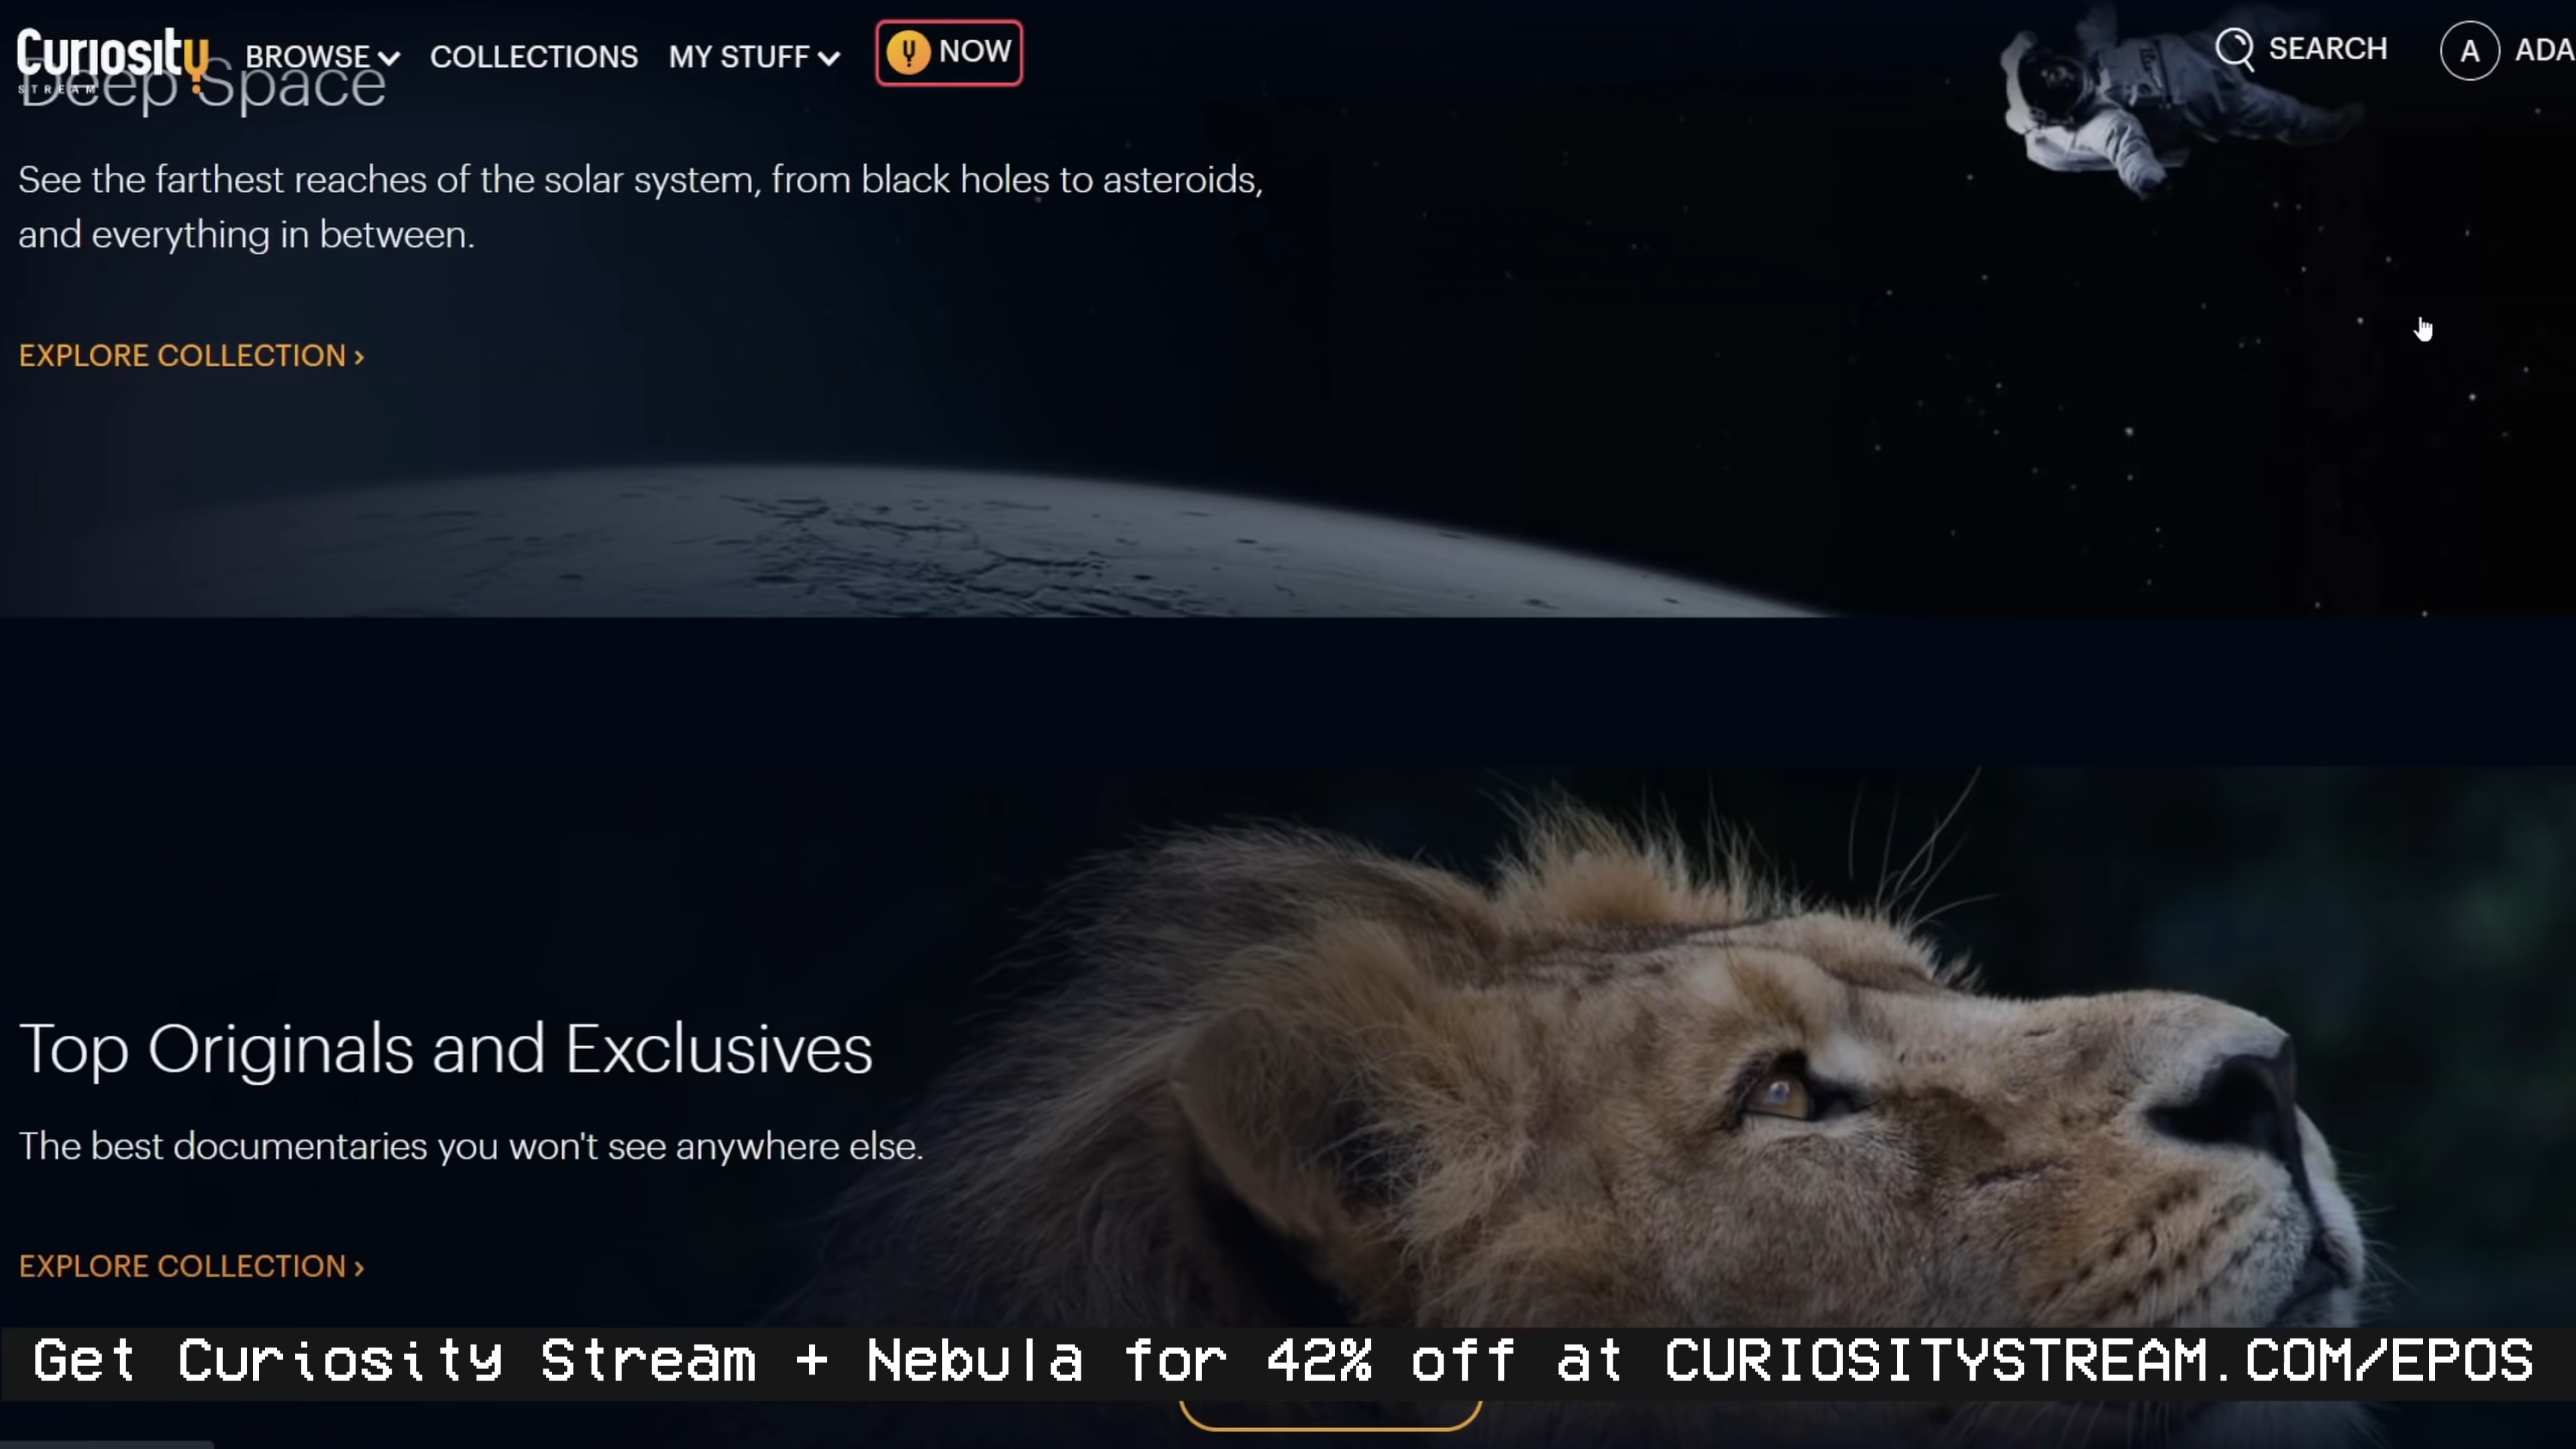 Curiosity
STREAM
BROWSE
COLLECTIONS
MY STUFF
NOW
SEARCH
A
ADA
Deep Space
See the farthest reaches of the solar system, from black holes to asteroids,
and everything in between.
EXPLORE COLLECTION ›
Top Originals and Exclusives
The best documentaries you won't see anywhere else.
EXPLORE COLLECTION ›
Get Curiosity Stream + Nebula for 42% off at CURIOSITYSTREAM.COM/EPOS